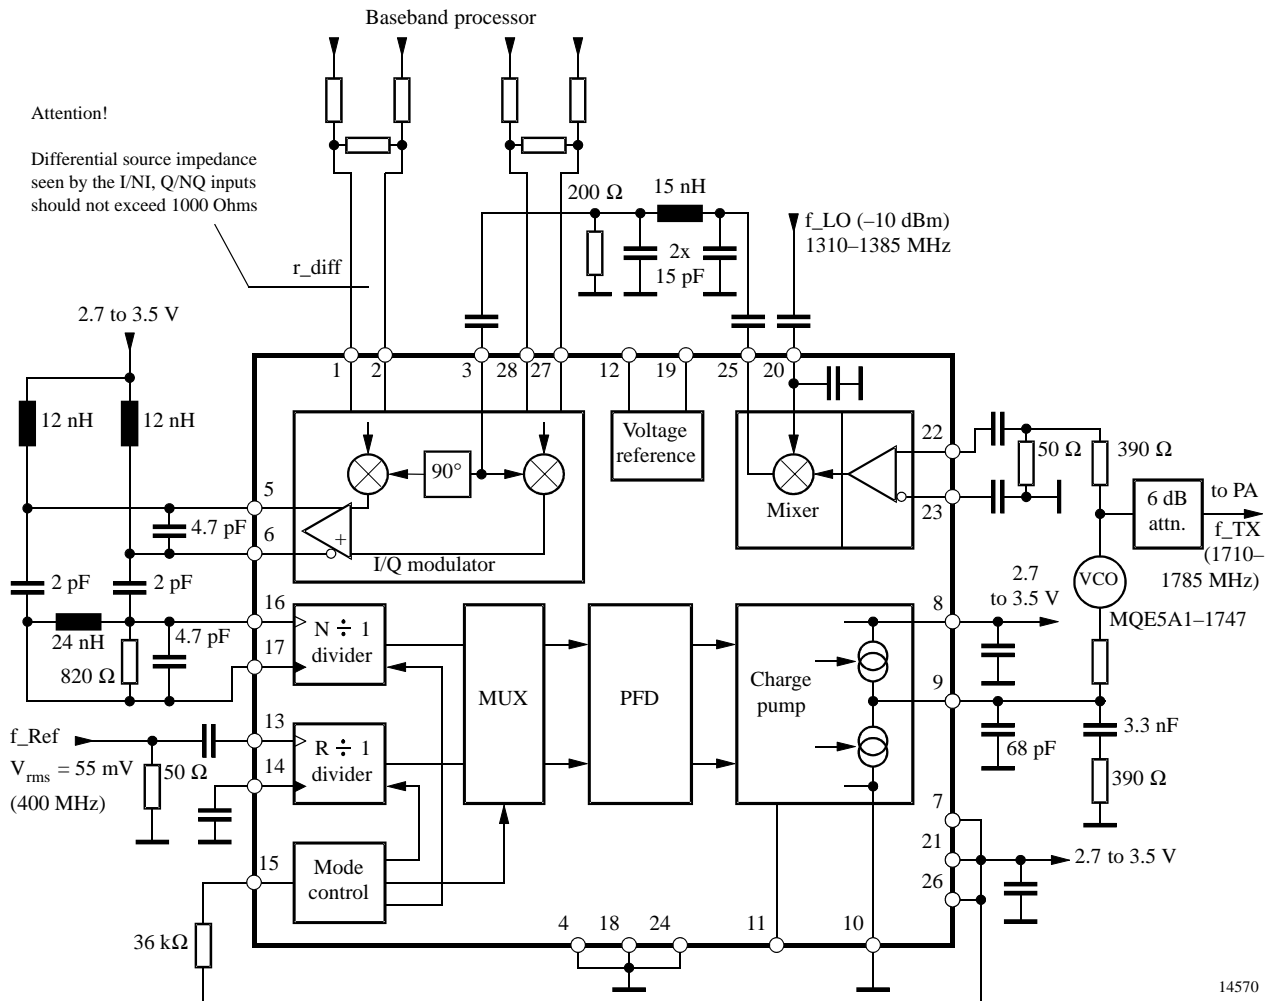 Baseband processor
Attention!
Differential source impedance
seen by the I/NI, Q/NQ inputs
should not exceed 1000 Ohms
r_diff
200 Ω
15 nH
2x
15 pF
f_LO (–10 dBm)
1310–1385 MHz
2.7 to 3.5 V
12 nH
12 nH
1
2
3
28
27
12
19
25
20
Voltage
reference
90°
Mixer
22
23
50 Ω
390 Ω
6 dB
attn.
to PA
f_TX
(1710–
1785 MHz)
VCO
MQE5A1–1747
5
6
4.7 pF
+
I/Q modulator
2 pF
2 pF
24 nH
820 Ω
4.7 pF
16
17
N ÷ 1
divider
MUX
PFD
Charge
pump
8
2.7
to 3.5 V
9
68 pF
3.3 nF
390 Ω
f_Ref
V_rms = 55 mV
(400 MHz)
50 Ω
13
14
R ÷ 1
divider
15
Mode
control
36 kΩ
7
21
26
2.7 to 3.5 V
4
18
24
11
10
14570